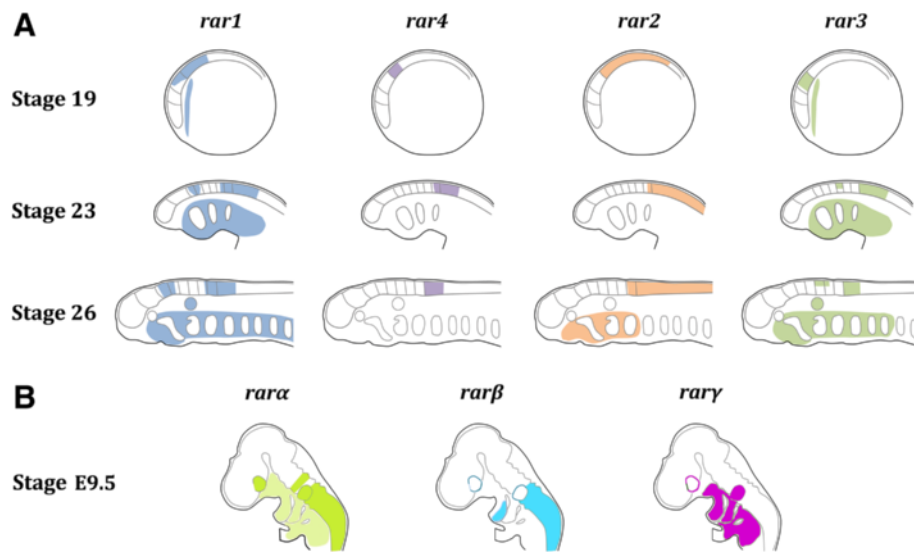 A
rar1 rar4 rar2 rar3
Stage 19
Stage 23
Stage 26
B
rarα rarβ rarγ
Stage E9.5